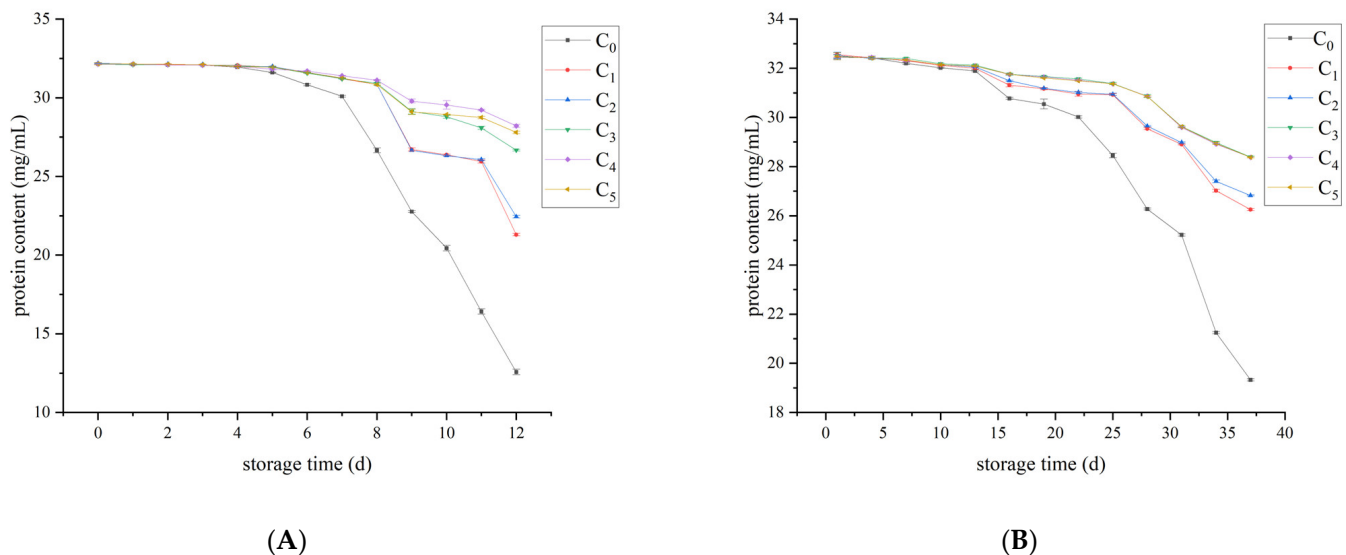 protein content (mg/mL)
35
30
25
20
15
10
0
2
4
6
8
10
12
storage time (d)
C0
C1
C2
C3
C4
C5
(A)
protein content (mg/mL)
34
32
30
28
26
24
22
20
18
0
5
10
15
20
25
30
35
40
storage time (d)
C0
C1
C2
C3
C4
C5
(B)